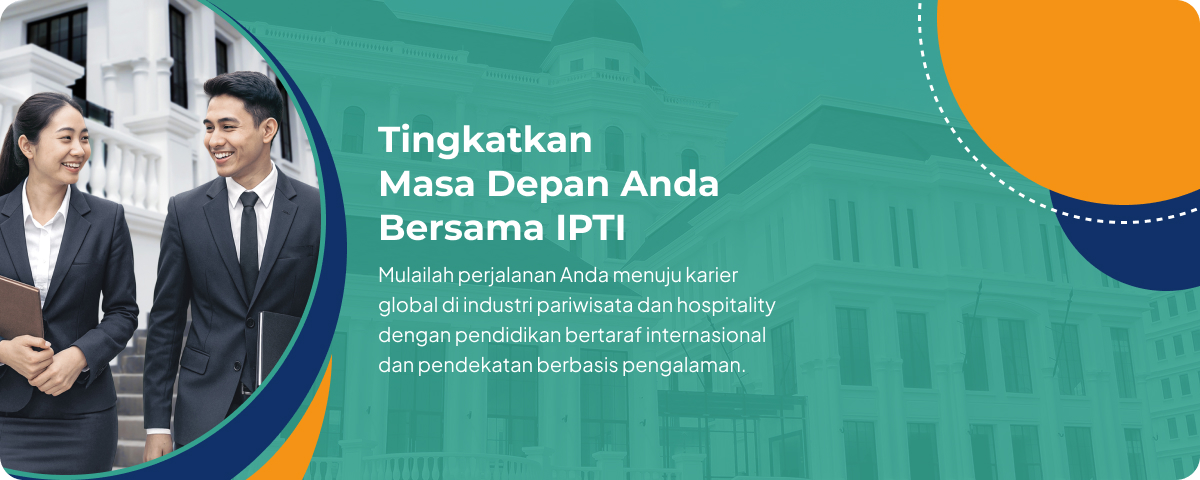 Tingkatkan
Masa Depan Anda
Bersama IPTI
Mulailah perjalanan Anda menuju karier
global di industri pariwisata dan hospitality
dengan pendidikan bertaraf internasional
dan pendekatan berbasis pengalaman.